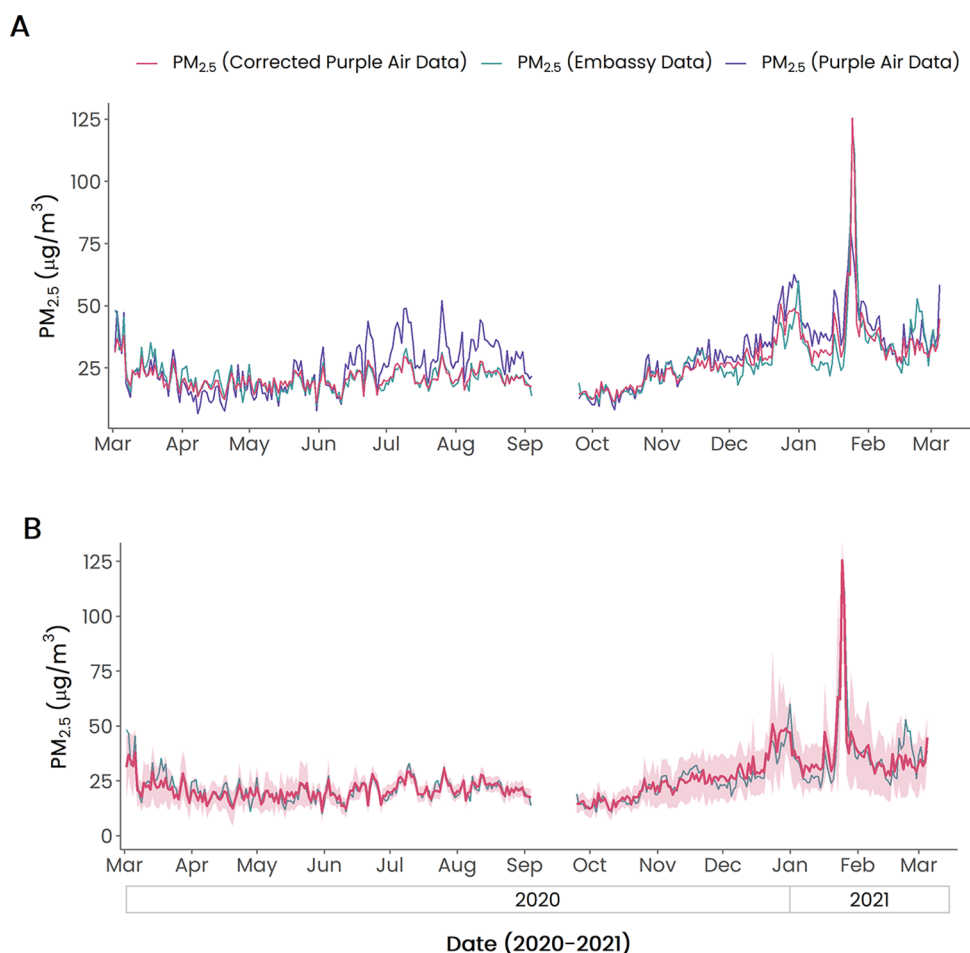 A
PM2.5 (Corrected Purple Air Data) PM2.5 (Embassy Data) PM2.5 (Purple Air Data)
PM2.5 (μg/m³)
125
100
75
50
25
Mar Apr May Jun Jul Aug Sep Oct Nov Dec Jan Feb Mar
B
PM2.5 (μg/m³)
125
100
75
50
25
0
Mar Apr May Jun Jul Aug Sep Oct Nov Dec Jan Feb Mar
2020 2021
Date (2020-2021)